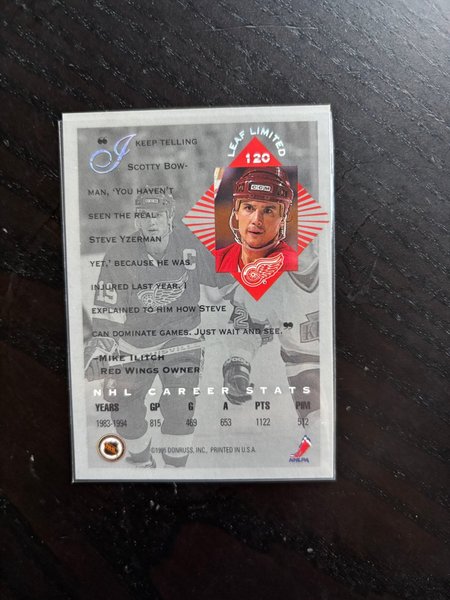 LEAF LIMITED
120
❝I KEEP TELLING
SCOTTY BOW-
MAN, 'YOU HAVEN'T
SEEN THE REAL
STEVE YZERMAN
YET,' BECAUSE HE WAS
INJURED LAST YEAR. I
EXPLAINED TO HIM HOW STEVE
CAN DOMINATE GAMES. JUST WAIT AND SEE.❞
–MIKE ILITCH
RED WINGS OWNER
NHL CAREER STATS
YEARS GP G A PTS PIM
1983-1994 815 469 653 1122 512
©1995 DONRUSS, INC., PRINTED IN U.S.A.
NHLPA